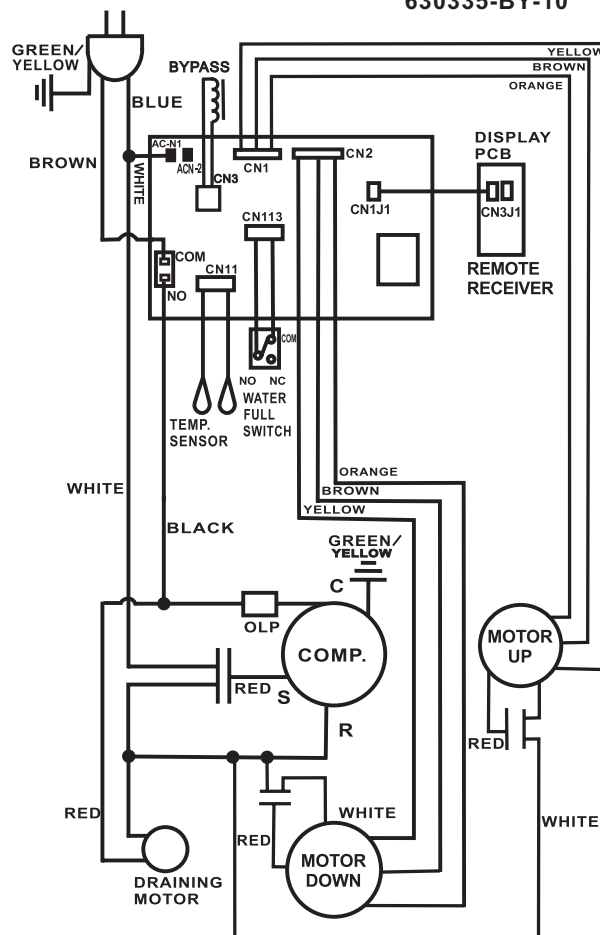 630335-BY-10
GREEN/
YELLOW
BYPASS
YELLOW
BROWN
ORANGE
BLUE
AC-N1
ACN-2
BROWN
WHITE
CN3
CN1
CN2
DISPLAY
PCB
CN1J1
CN3J1
REMOTE
RECEIVER
CN113
COM
NO
CN11
COM
NO NC
WATER
FULL
SWITCH
TEMP.
SENSOR
ORANGE
BROWN
YELLOW
WHITE
BLACK
GREEN/
YELLOW
C
OLP
COMP.
RED
S
R
MOTOR
UP
RED
WHITE
RED
RED
WHITE
MOTOR
DOWN
DRAINING
MOTOR